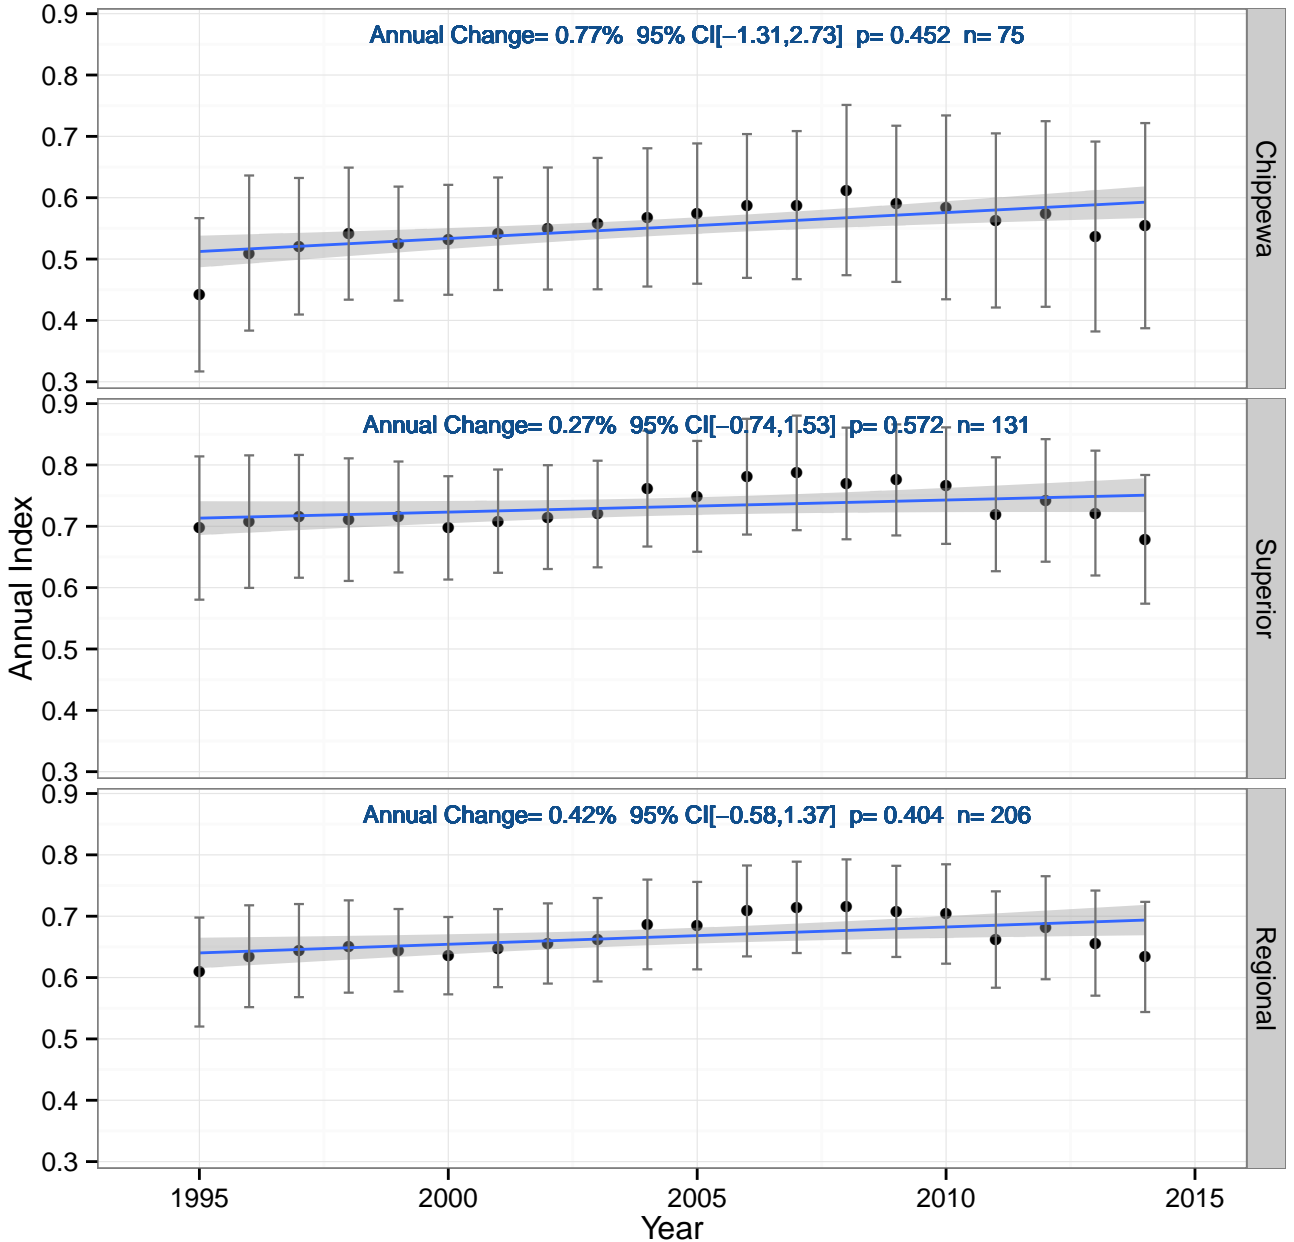 Annual Index
0.9
0.8
0.7
0.6
0.5
0.4
0.3
Annual Change= 0.77%  95% CI[−1.31,2.73]  p= 0.452  n= 75
Chippewa
0.9
0.8
0.7
0.6
0.5
0.4
0.3
Annual Change= 0.27%  95% CI[−0.74,1.53]  p= 0.572  n= 131
Superior
0.9
0.8
0.7
0.6
0.5
0.4
0.3
Annual Change= 0.42%  95% CI[−0.58,1.37]  p= 0.404  n= 206
Regional
1995 2000 2005 2010 2015
Year